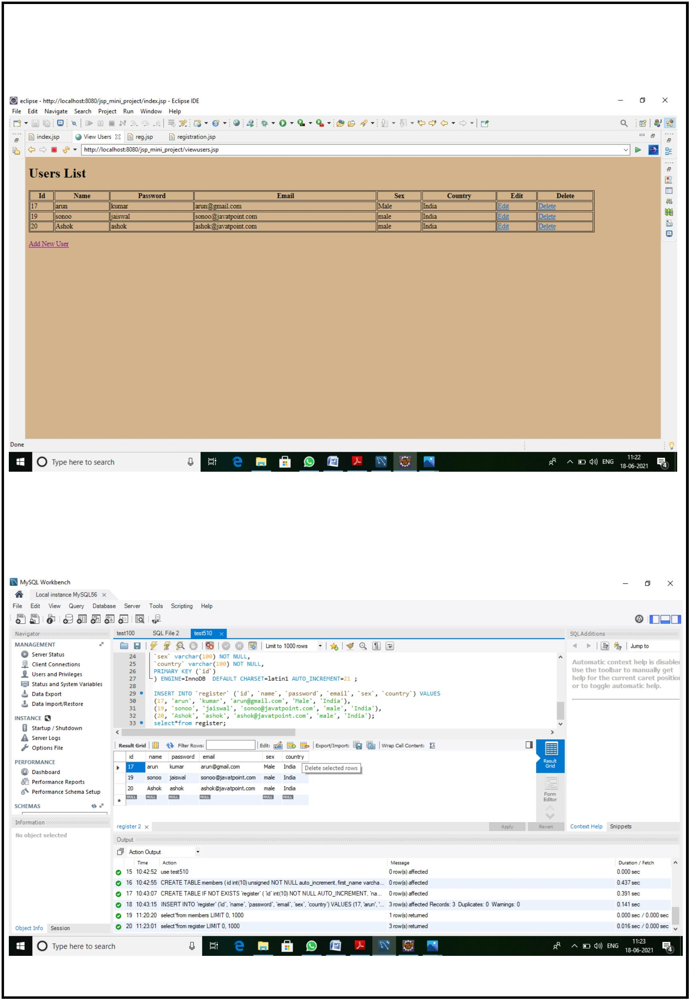 eclipse - http://localhost:8080/jsp_mini_project/index.jsp - Eclipse IDE
File Edit Navigate Search Project Run Window Help
index.jsp View Users reg.jsp registration.jsp
http://localhost:8080/jsp_mini_project/viewusers.jsp
Users List
Id Name Password Email Sex Country Edit Delete
17 arun kumar arun@gmail.com Male India Edit Delete
19 sonoo jaiswal sonoo@javatpoint.com male India Edit Delete
20 Ashok ashok ashok@javatpoint.com male India Edit Delete
Add New User
Done
Type here to search ENG 11:22
18-06-2021 4
MySQL Workbench
Local instance MySQL56
File Edit View Query Database Server Tools Scripting Help
Navigator test100 SQL File 2 test510 SQLAdditions
MANAGEMENT
Server Status
Client Connections
Users and Privileges
Status and System Variables
Data Export
Data Import/Restore
INSTANCE
Startup / Shutdown
Server Logs
Options File
PERFORMANCE
Dashboard
Performance Reports
Performance Schema Setup
SCHEMAS
Information
No object selected
Object Info Session
Limit to 1000 rows
24 `sex` varchar(100) NOT NULL,
25 `country` varchar(100) NOT NULL,
26 PRIMARY KEY (`id`)
27 ) ENGINE=InnoDB DEFAULT CHARSET=latin1 AUTO_INCREMENT=21 ;
28
29 INSERT INTO `register` (`id`, `name`, `password`, `email`, `sex`, `country`) VALUES
30 (17, 'arun', 'kumar', 'arun@gmail.com', 'Male', 'India'),
31 (19, 'sonoo', 'jaiswal', 'sonoo@javatpoint.com', 'male', 'India'),
32 (20, 'Ashok', 'ashok', 'ashok@javatpoint.com', 'male', 'India');
33 select*from register;
Result Grid Filter Rows: Edit: Export/Import: Wrap Cell Content:
id name password email sex country
17 arun kumar arun@gmail.com Male India
Delete selected rows
19 sonoo jaiswal sonoo@javatpoint.com male India
20 Ashok ashok ashok@javatpoint.com male India
NULL NULL NULL NULL NULL NULL
Result
Grid
Form
Editor
register 2 Apply Revert
Jump to
Automatic context help is disabled
Use the toolbar to manually get
help for the current caret position
or to toggle automatic help.
Context Help Snippets
Output
Action Output
Time Action Message Duration / Fetch
15 10:42:52 use test510 0 row(s) affected 0.000 sec
16 10:42:55 CREATE TABLE members ( id int(10) unsigned NOT NULL auto_increment, first_name varcha... 0 row(s) affected 0.437 sec
17 10:43:07 CREATE TABLE IF NOT EXISTS `register` ( `id` int(10) NOT NULL AUTO_INCREMENT, `na... 0 row(s) affected 0.391 sec
18 10:43:15 INSERT INTO `register` (`id`, `name`, `password`, `email`, `sex`, `country`) VALUES (17, 'arun', '... 3 row(s) affected Records: 3 Duplicates: 0 Warnings: 0 0.141 sec
19 11:20:20 select*from members LIMIT 0, 1000 1 row(s) returned 0.000 sec / 0.000 sec
20 11:23:01 select*from register LIMIT 0, 1000 3 row(s) returned 0.016 sec / 0.000 sec
Type here to search ENG 11:23
18-06-2021 4